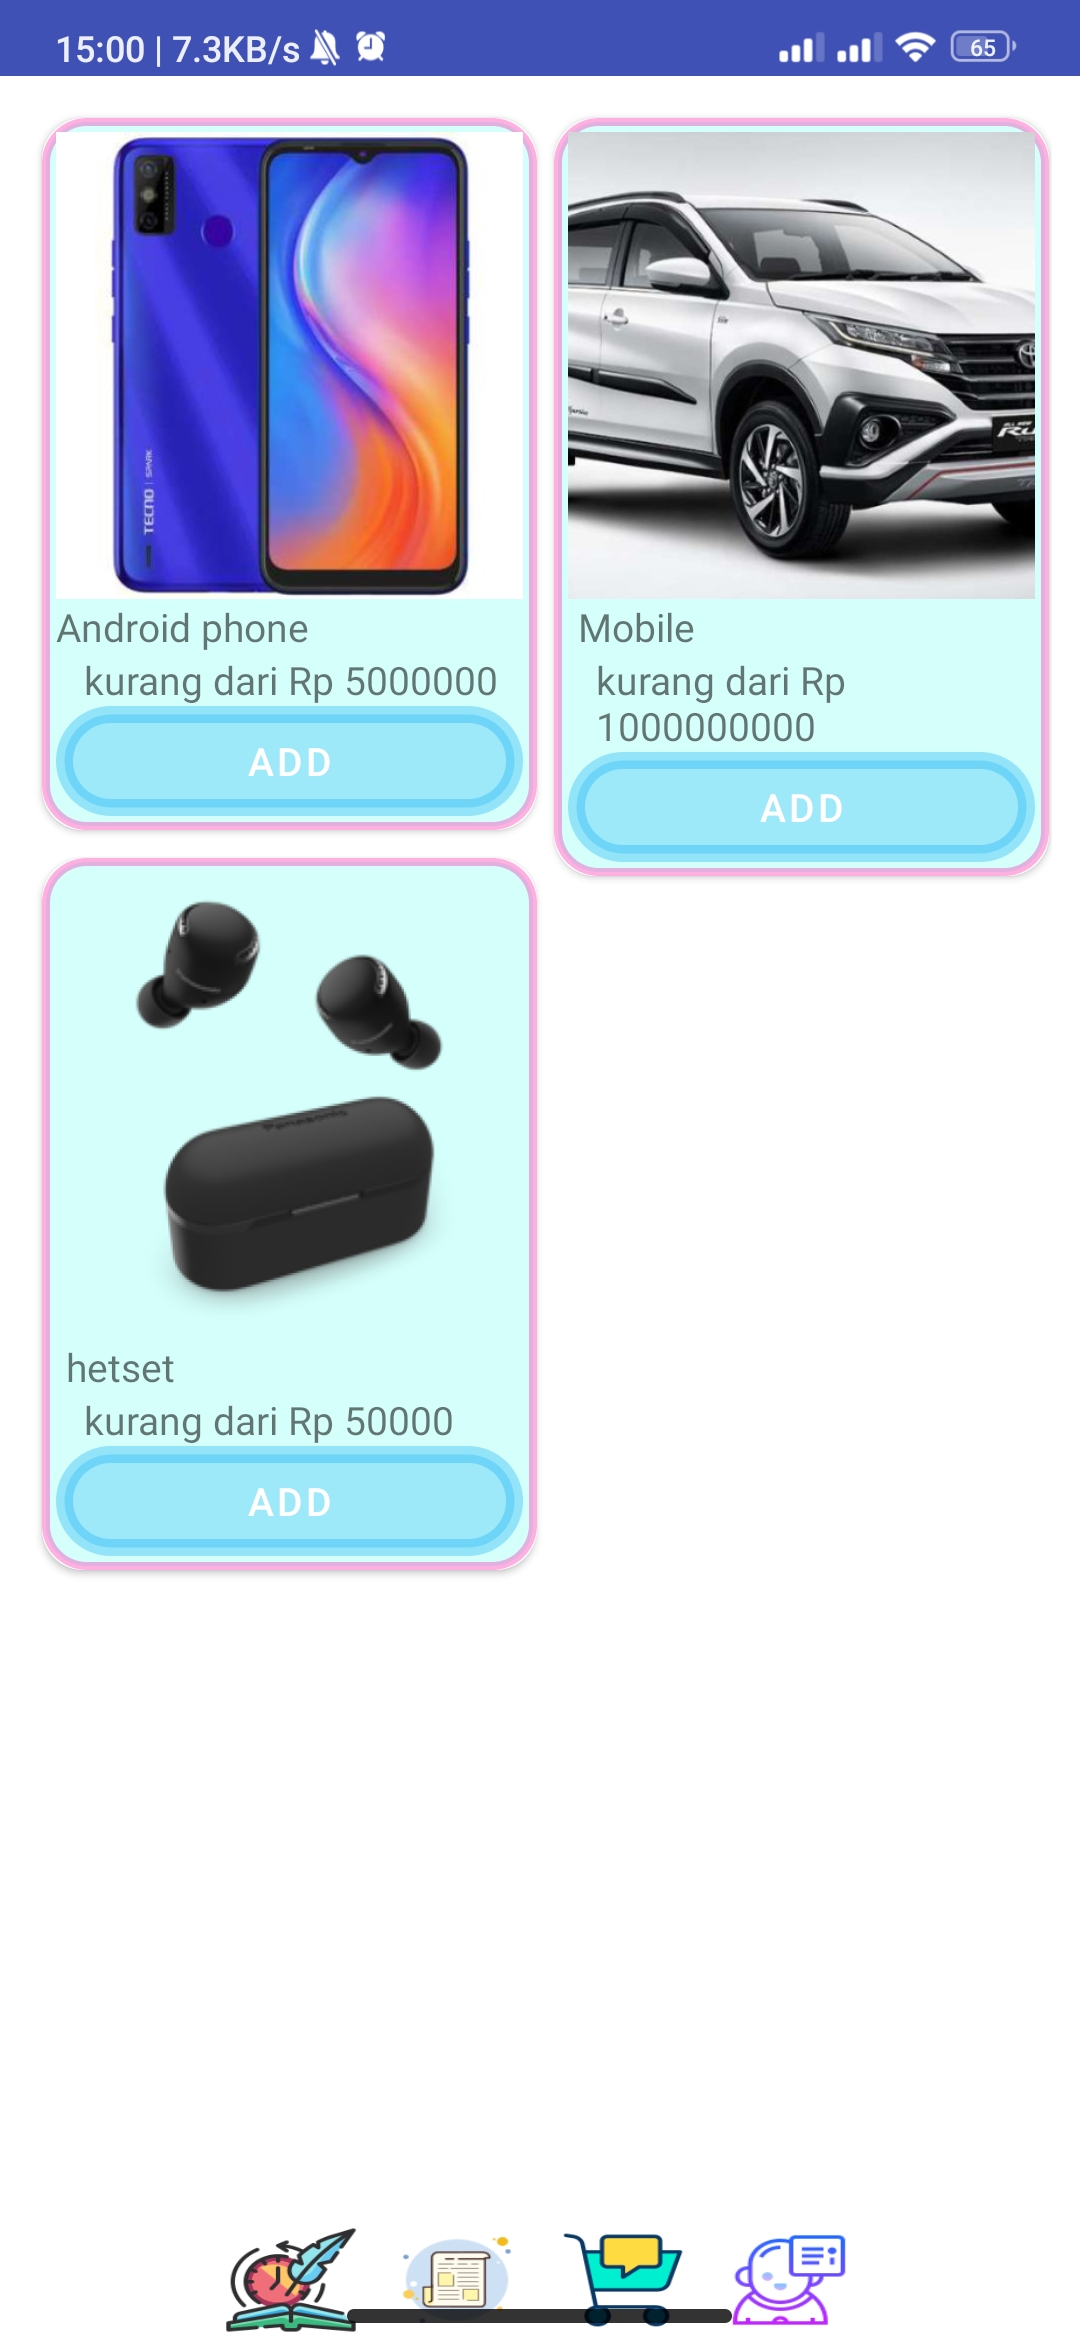 15:00 | 7.3KB/s
65
TECNO | SPARK
Android phone
kurang dari Rp 5000000
ADD
Mobile
kurang dari Rp
1000000000
ADD
Panasonic
hetset
kurang dari Rp 50000
ADD